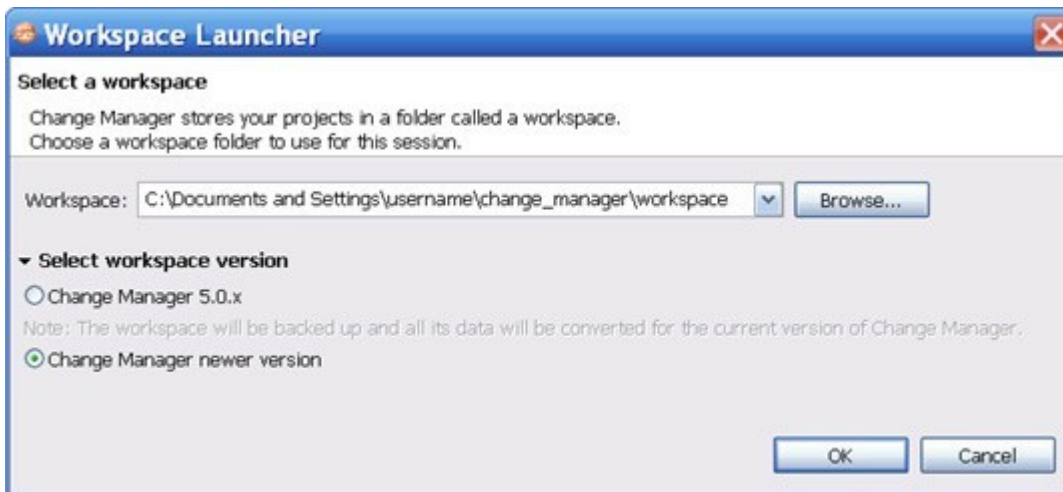 Workspace Launcher
Select a workspace
Change Manager stores your projects in a folder called a workspace.
Choose a workspace folder to use for this session.
Workspace: C:\Documents and Settings\username\change_manager\workspace Browse...
Select workspace version
Change Manager 5.0.x
Note: The workspace will be backed up and all its data will be converted for the current version of Change Manager.
Change Manager newer version
OK Cancel